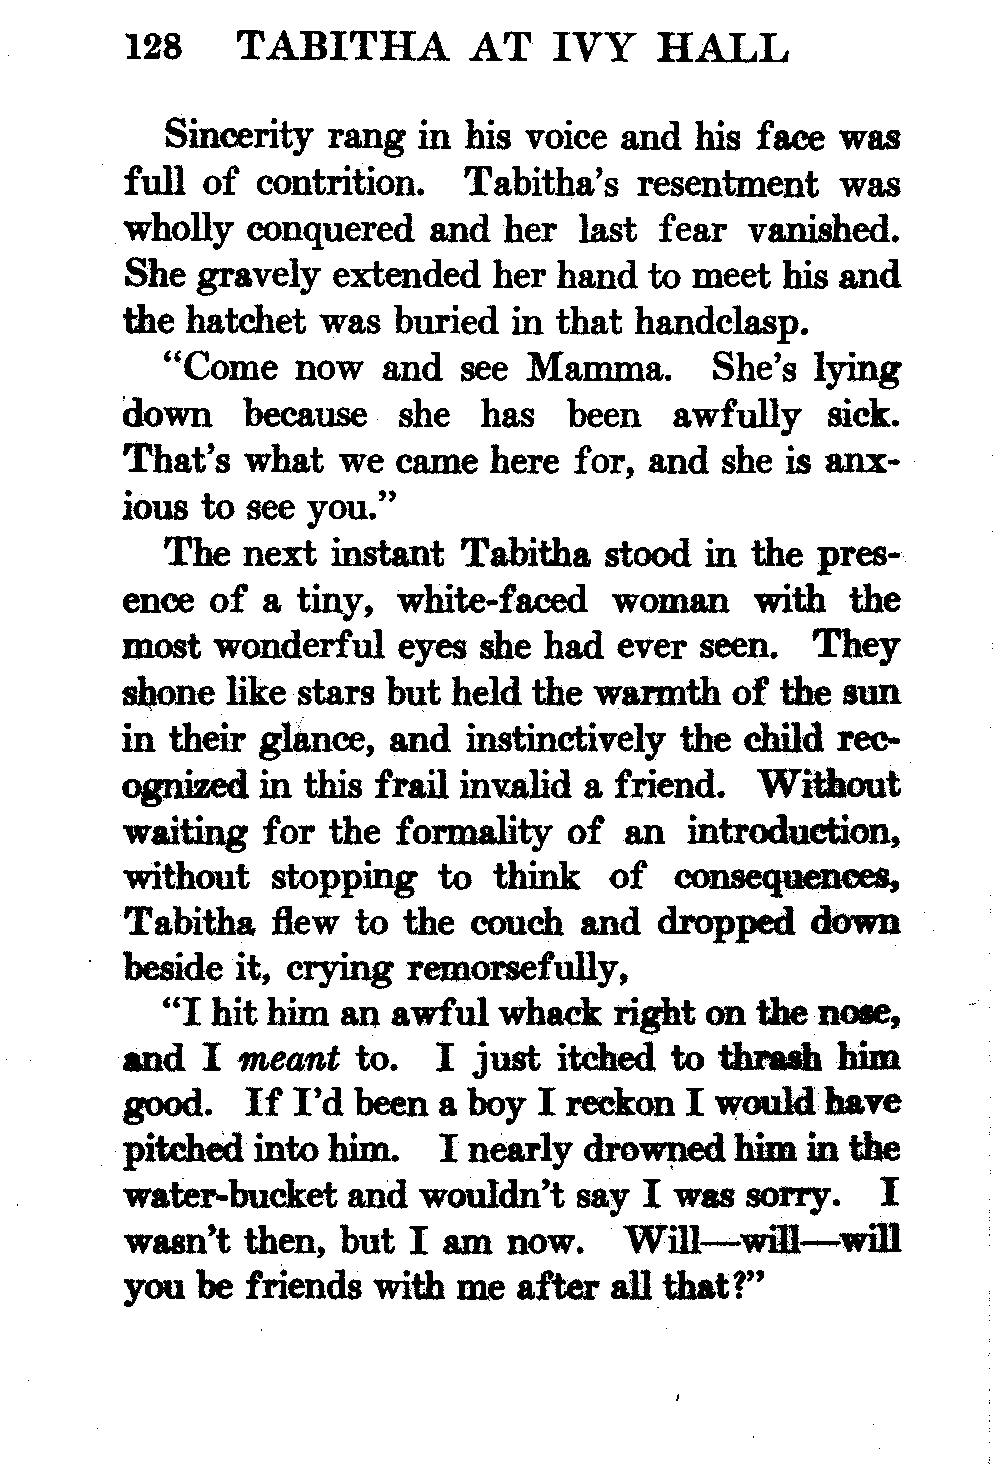 128 TABITHA AT IVY HALL
Sincerity rang in his voice and his face was
full of contrition. Tabitha's resentment was
wholly conquered and her last fear vanished.
She gravely extended her hand to meet his and
the hatchet was buried in that handclasp.
"Come now and see Mamma. She's lying
down because she has been awfully sick.
That's what we came here for, and she is anx-
ious to see you."
The next instant Tabitha stood in the pres-
ence of a tiny, white-faced woman with the
most wonderful eyes she had ever seen. They
shone like stars but held the warmth of the sun
in their glance, and instinctively the child rec-
ognized in this frail invalid a friend. Without
waiting for the formality of an introduction,
without stopping to think of consequences,
Tabitha flew to the couch and dropped down
beside it, crying remorsefully,
"I hit him an awful whack right on the nose,
and I meant to. I just itched to thrash him
good. If I'd been a boy I reckon I would have
pitched into him. I nearly drowned him in the
water-bucket and wouldn't say I was sorry. I
wasn't then, but I am now. Will—will—will
you be friends with me after all that?"